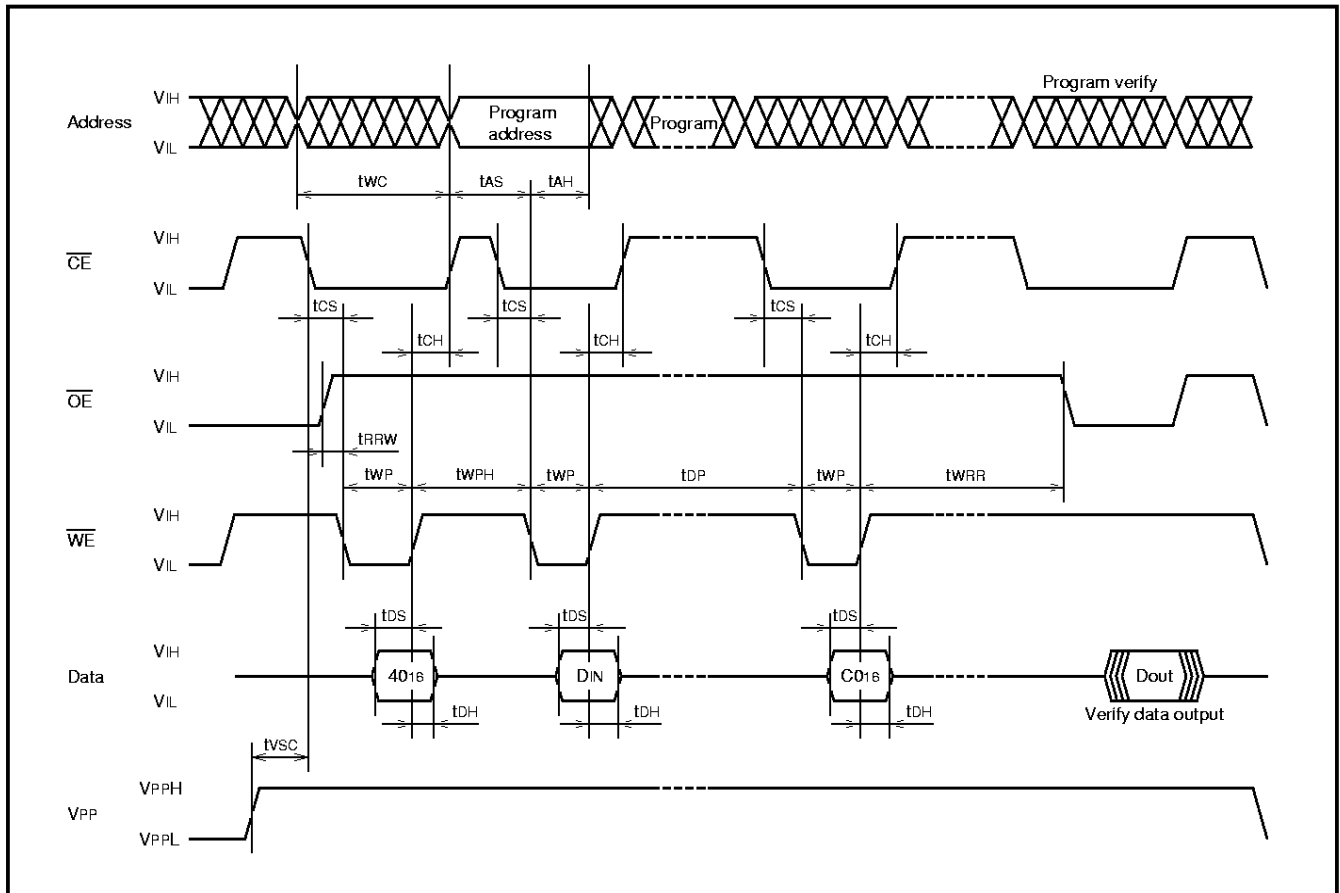 Program verify
VIH
Address
Program address
Program
VIL
tWC
tAS
tAH
VIH
CE
VIL
tCS
tCS
tCS
tCH
tCH
tCH
VIH
OE
VIL
tRRW
tWP
tWPH
tWP
tDP
tWP
tWRR
VIH
WE
VIL
tDS
tDS
tDS
VIH
Data
4016
DIN
C016
Dout
VIL
tDH
tDH
tDH
Verify data output
tVSC
VPPH
VPP
VPPL